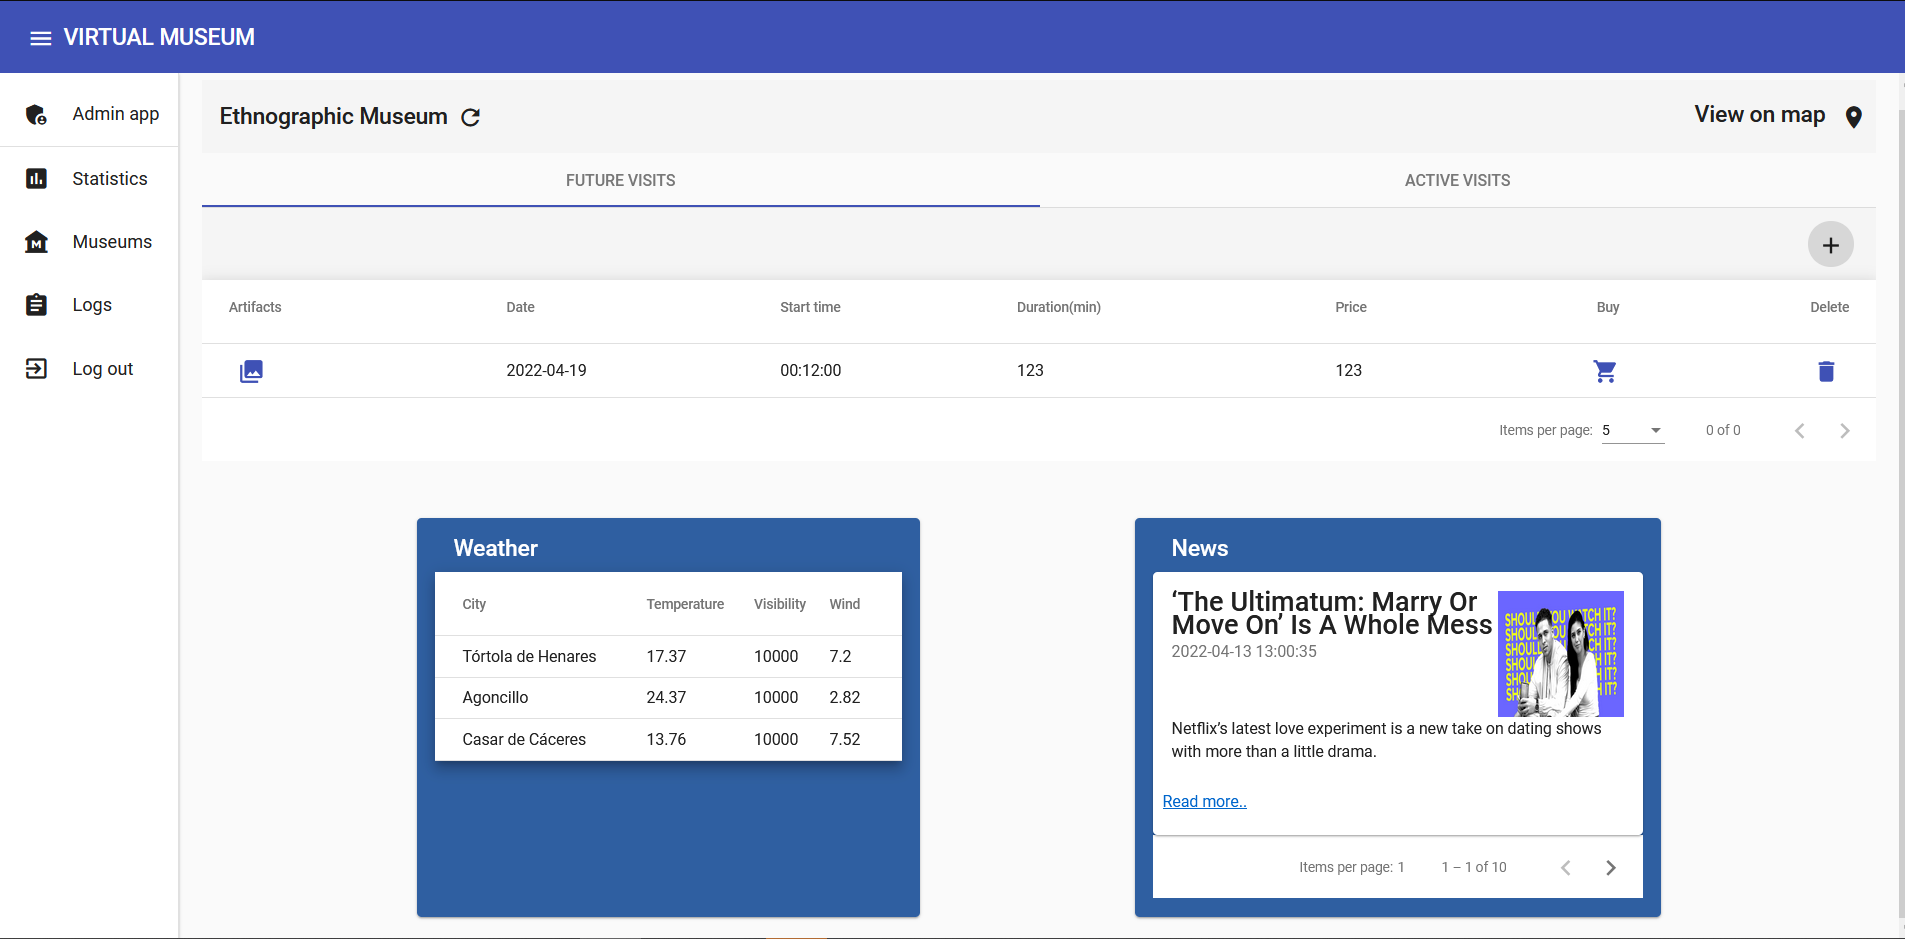 VIRTUAL MUSEUM
Admin app
Statistics
Museums
Logs
Log out
Ethnographic Museum
View on map
FUTURE VISITS
ACTIVE VISITS
Artifacts Date Start time Duration(min) Price Buy Delete
2022-04-19 00:12:00 123 123
Items per page: 5 0 of 0
Weather
City Temperature Visibility Wind
Tórtola de Henares 17.37 10000 7.2
Agoncillo 24.37 10000 2.82
Casar de Cáceres 13.76 10000 7.52
News
‘The Ultimatum: Marry Or
Move On’ Is A Whole Mess
2022-04-13 13:00:35
SHOULD YOU WATCH IT?
Netflix’s latest love experiment is a new take on dating shows
with more than a little drama.
Read more..
Items per page: 1 1 – 1 of 10